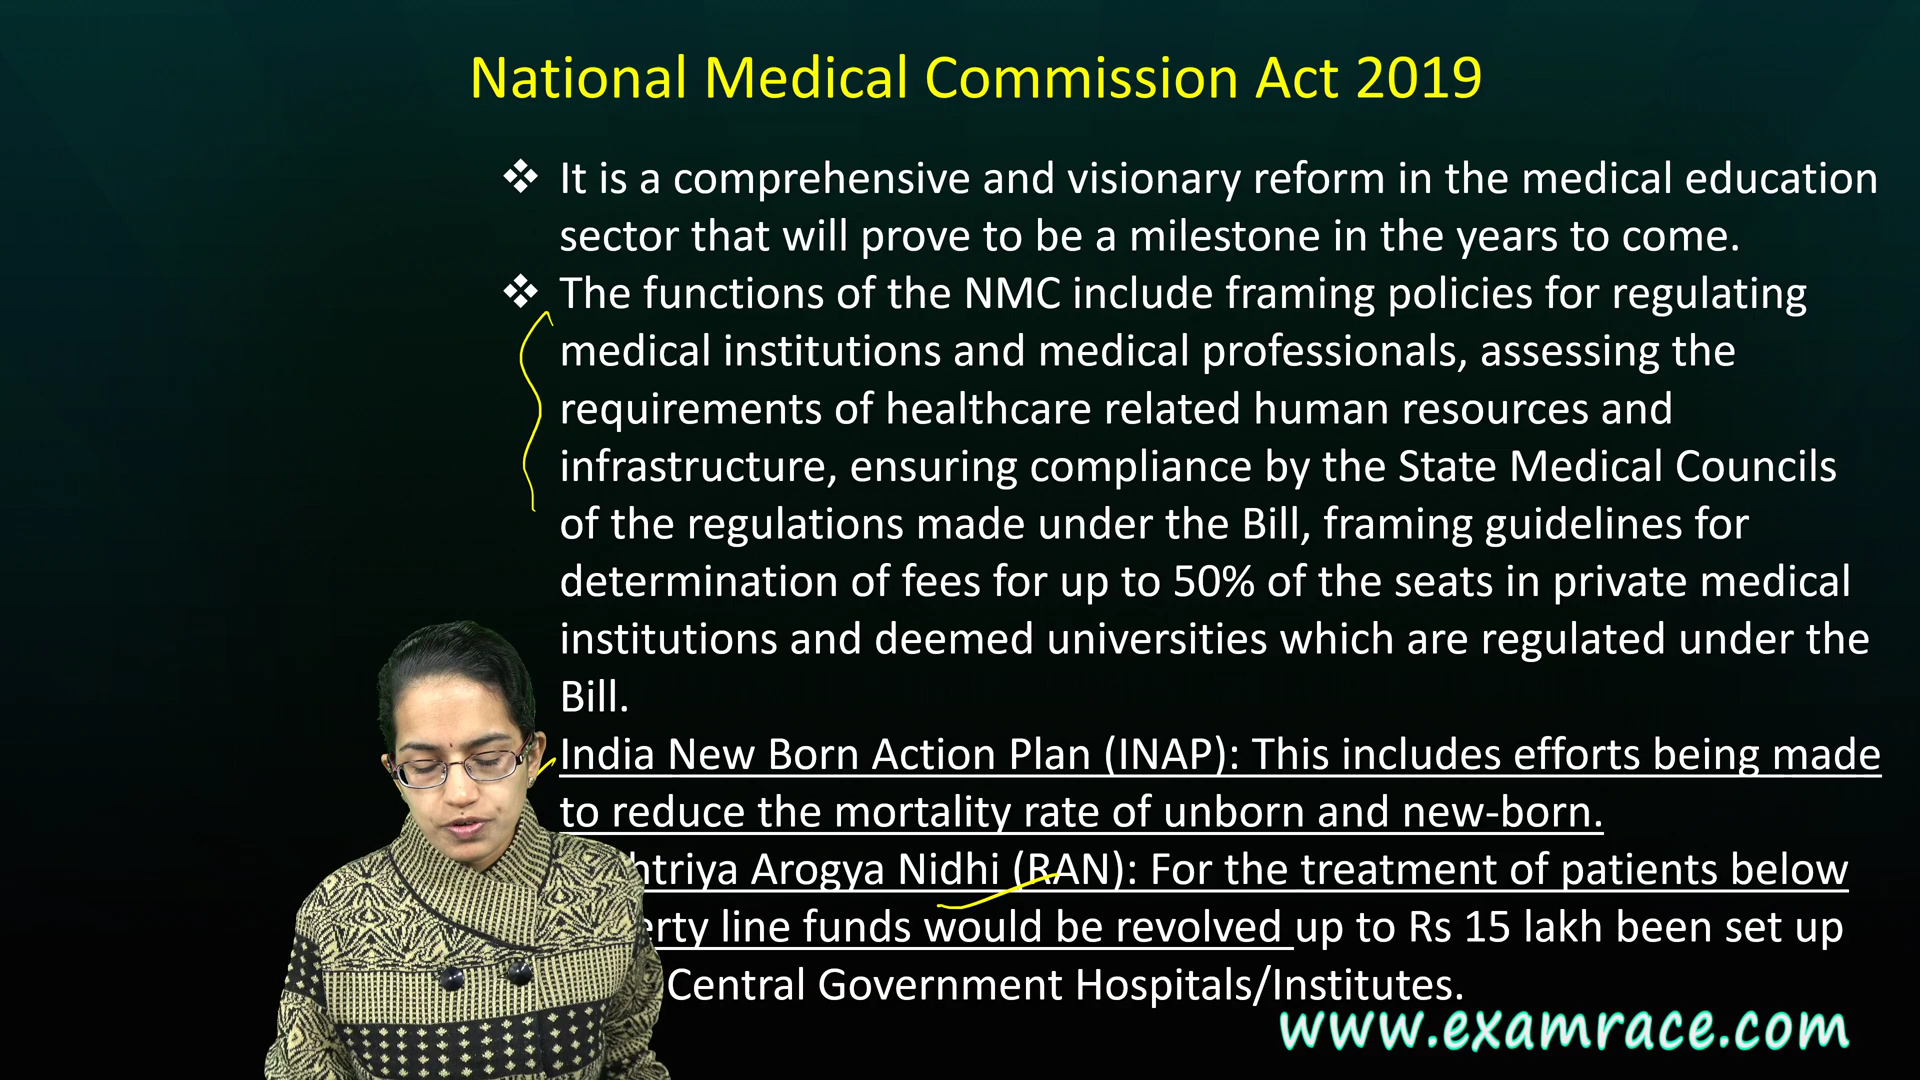 National Medical Commission Act 2019
❖ It is a comprehensive and visionary reform in the medical education
sector that will prove to be a milestone in the years to come.
❖ The functions of the NMC include framing policies for regulating
medical institutions and medical professionals, assessing the
requirements of healthcare related human resources and
infrastructure, ensuring compliance by the State Medical Councils
of the regulations made under the Bill, framing guidelines for
determination of fees for up to 50% of the seats in private medical
institutions and deemed universities which are regulated under the
Bill.
India New Born Action Plan (INAP): This includes efforts being made
to reduce the mortality rate of unborn and new-born.
htriya Arogya Nidhi (RAN): For the treatment of patients below
erty line funds would be revolved up to Rs 15 lakh been set up
Central Government Hospitals/Institutes.
www.examrace.com